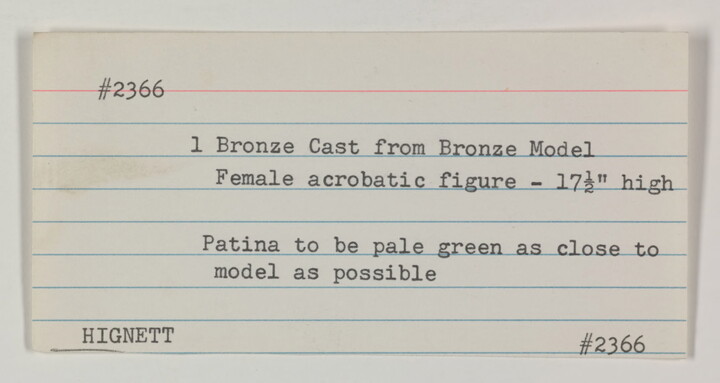 #2366
1 Bronze Cast from Bronze Model
Female acrobatic figure - 17½" high
Patina to be pale green as close to
model as possible
HIGNETT
#2366